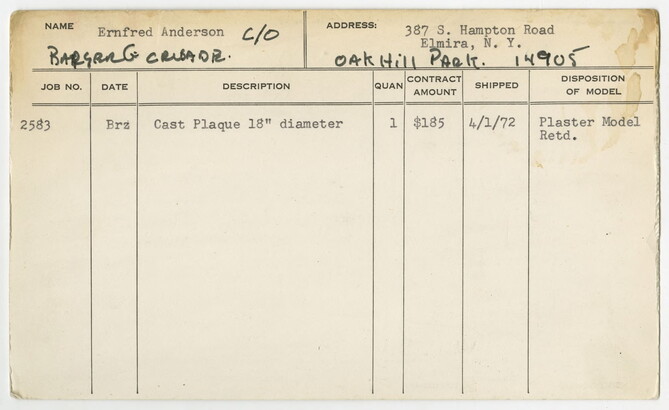 NAME Ernfred Anderson C/O ADDRESS: 387 S. Hampton Road
Elmira, N. Y.
G. OAK Hill PARK. 14905
JOB NO. DATE DESCRIPTION QUAN CONTRACT AMOUNT SHIPPED DISPOSITION OF MODEL
2583 Brz Cast Plaque 18" diameter 1 $185 4/1/72 Plaster Model
Retd.